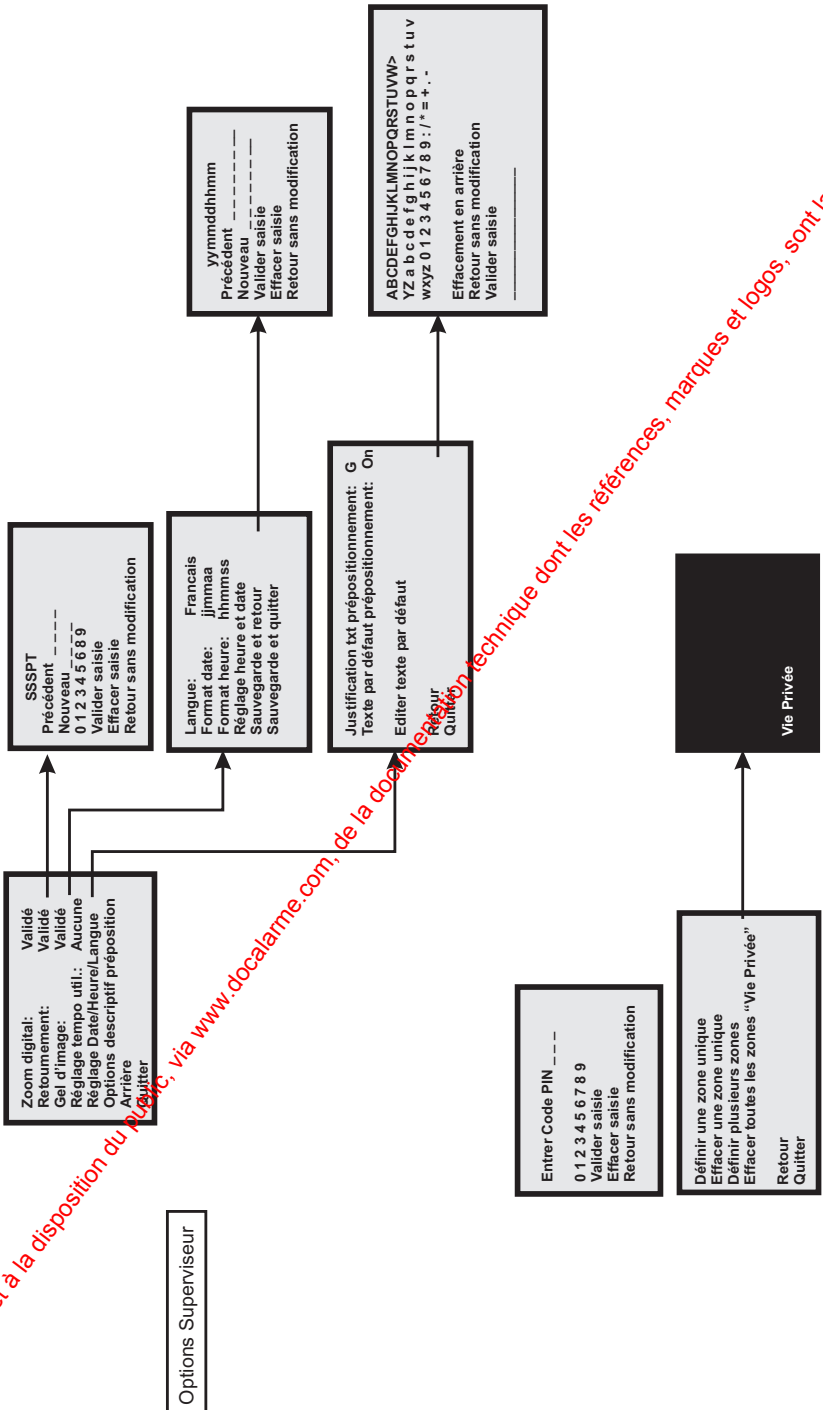 Options Superviseur
Zoom digital: Validé
Retournement: Validé
Gel d'image: Validé
Réglage tempo util.: Aucune
Réglage Date/Heure/Langue
Options descriptif préposition
Arrière
Quitter
SSSPT
Précédent _ _ _ _
Nouveau _ _ _ _
0 1 2 3 4 5 6 8 9
Valider saisie
Effacer saisie
Retour sans modification
Langue: Francais
Format date: jjmmaa
Format heure: hhmmss
Réglage heure et date
Sauvegarde et retour
Sauvegarde et quitter
yymmddhhmm
Précédent _ _ _ _ _ _ _ _
Nouveau _ _ _ _ _ _ _ _
Valider saisie
Effacer saisie
Retour sans modification
Justification txt prépositionnement: G
Texte par défaut prépositionnement: On
Editer texte par défaut
Retour
Quitter
ABCDEFGHIJKLMNOPQRSTUVW>
YZ a b c d e f g h i j k l m n o p q r s t u v
wxyz 0 1 2 3 4 5 6 7 8 9 : / * = + . -
Effacement en arrière
Retour sans modification
Valider saisie
_ _ _ _ _ _ _ _ _ _ _ _ _ _ _ _
Entrer Code PIN _ _ _
0 1 2 3 4 5 6 7 8 9
Valider saisie
Effacer saisie
Retour sans modification
Définir une zone unique
Effacer une zone unique
Définir plusieurs zones
Effacer toutes les zones “Vie Privée”
Retour
Quitter
Vie Privée
à la disposition du public, via www.docalarme.com, de la documentation technique dont les références, marques et logos, sont